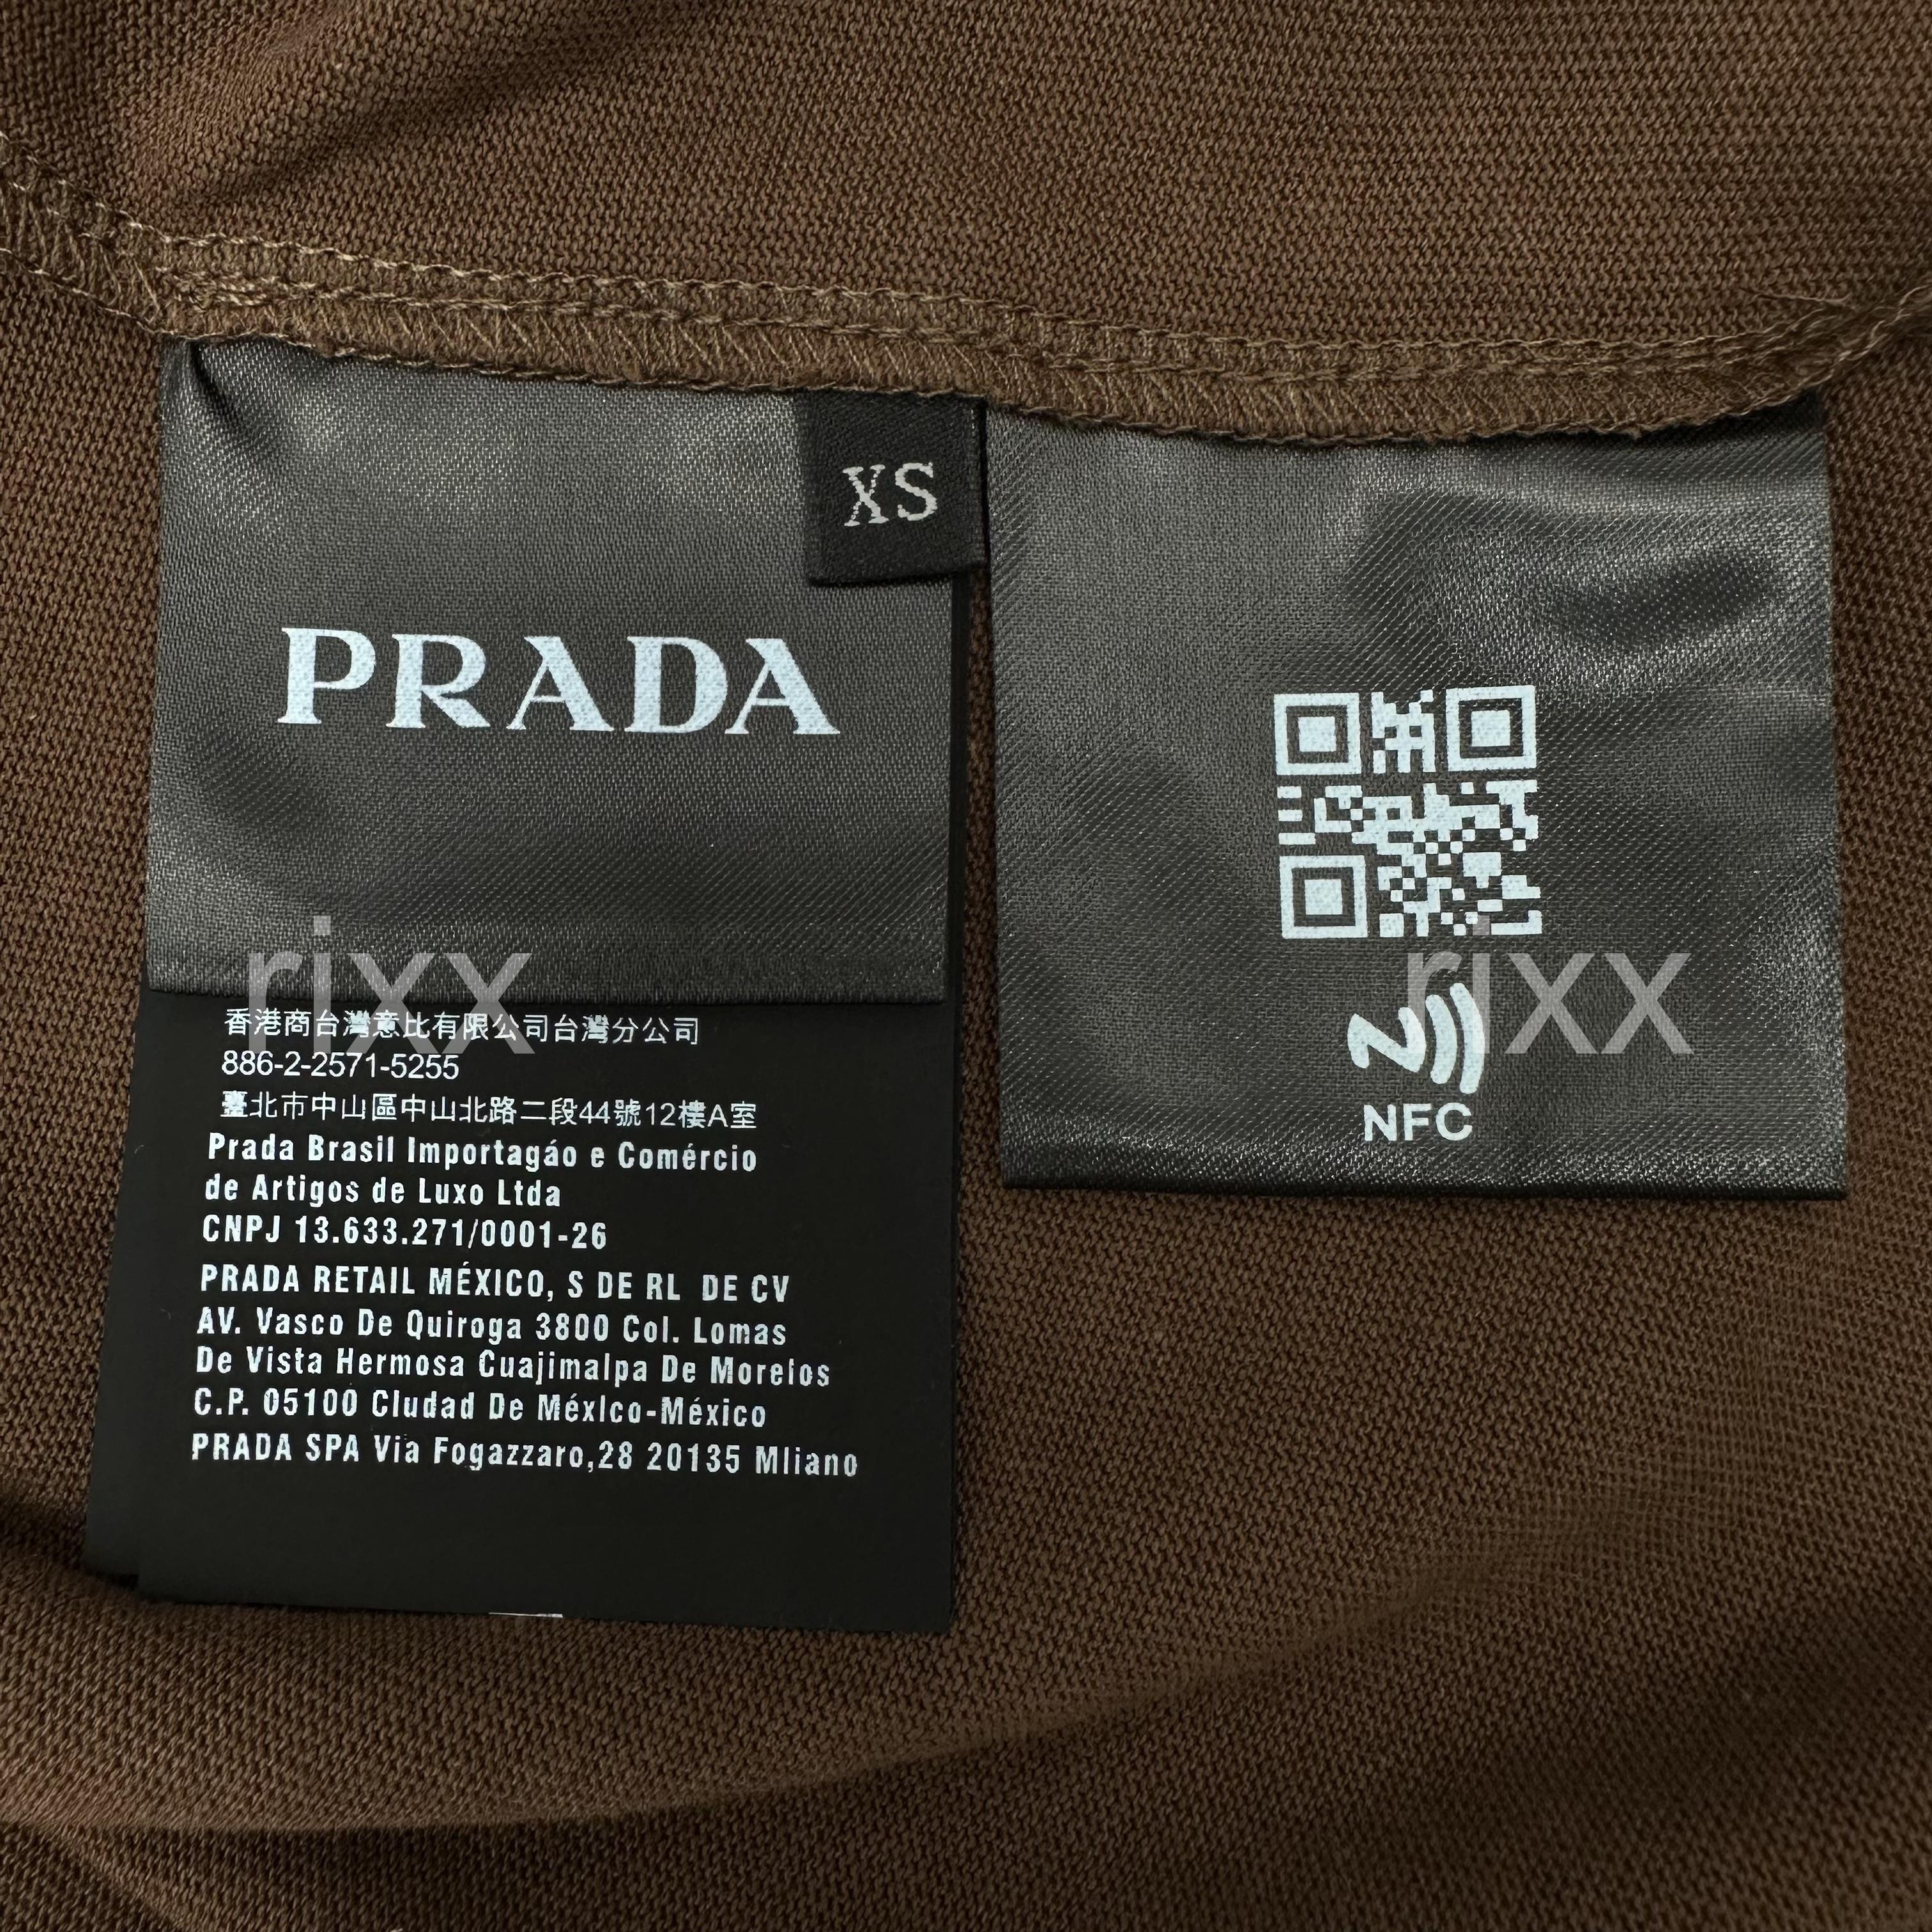 PRADA
XS
香港商台灣意比有限公司台灣分公司
886-2-2571-5255
臺北市中山區中山北路二段44號12樓A室
Prada Brasil Importagáo e Comércio
de Artigos de Luxo Ltda
CNPJ 13.633.271/0001-26
PRADA RETAIL MÉXICO, S DE RL DE CV
AV. Vasco De Quiroga 3800 Col. Lomas
De Vista Hermosa Cuajimalpa De Morelos
C.P. 05100 Cludad De Méxlco-México
PRADA SPA Via Fogazzaro,28 20135 Mliano
NFC
rixx
rixx